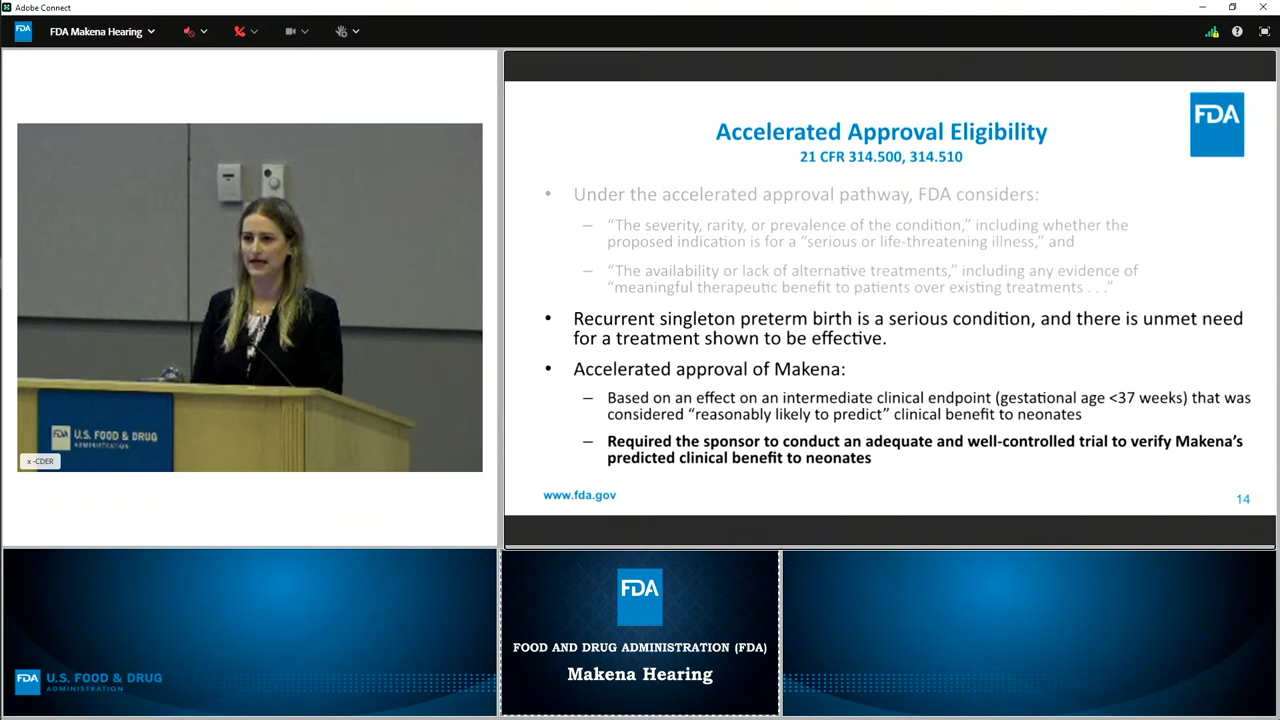 Adobe Connect
FDA
FDA Makena Hearing
U.S. FOOD & DRUG
ADMINISTRATION
FDA
x -CDER
FDA
Accelerated Approval Eligibility
21 CFR 314.500, 314.510
• Under the accelerated approval pathway, FDA considers:
– “The severity, rarity, or prevalence of the condition,” including whether the
proposed indication is for a “serious or life-threatening illness,” and
– “The availability or lack of alternative treatments,” including any evidence of
“meaningful therapeutic benefit to patients over existing treatments . . .”
• Recurrent singleton preterm birth is a serious condition, and there is unmet need
for a treatment shown to be effective.
• Accelerated approval of Makena:
– Based on an effect on an intermediate clinical endpoint (gestational age <37 weeks) that was
considered “reasonably likely to predict” clinical benefit to neonates
– Required the sponsor to conduct an adequate and well-controlled trial to verify Makena’s
predicted clinical benefit to neonates
www.fda.gov
14
FDA U.S. FOOD & DRUG
ADMINISTRATION
FDA
FOOD AND DRUG ADMINISTRATION (FDA)
Makena Hearing